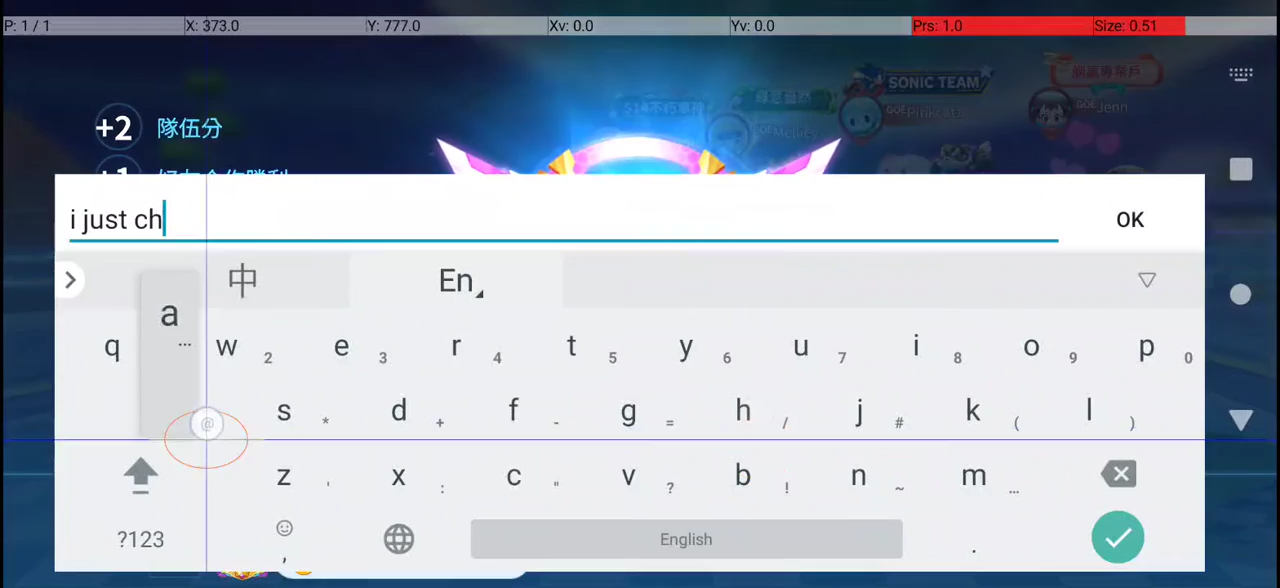 P: 1 / 1 X: 373.0 Y: 777.0 Xv: 0.0 Yv: 0.0 Prs: 1.0 Size: 0.51
SONIC TEAM
GOE Jenn
+2 隊伍分
i just ch
OK
中 En
a
q w 2 e 3 r 4 t 5 y 6 u 7 i 8 o 9 p 0
@ s * d + f - g = h / j # k ( l )
z ' x : c " v ? b ! n ~ m …
?123 , English .